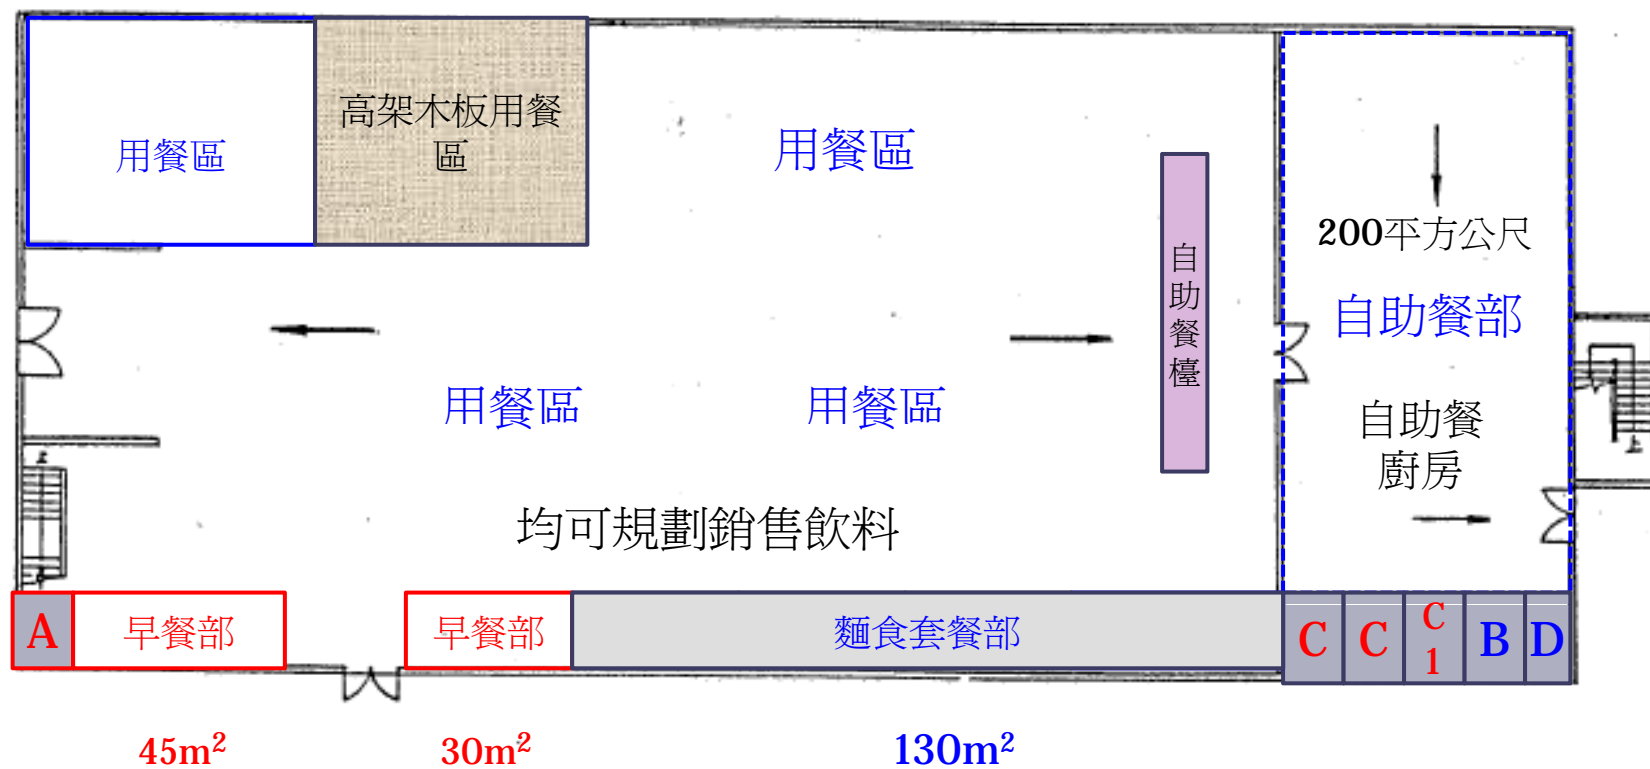 高架木板用餐
區
用餐區
用餐區
200平方公尺
自助餐檯
自助餐部
用餐區
用餐區
自助餐
廚房
上
上
均可規劃銷售飲料
A
早餐部
早餐部
麵食套餐部
C
C
C
1
B
D
45m²
30m²
130m²